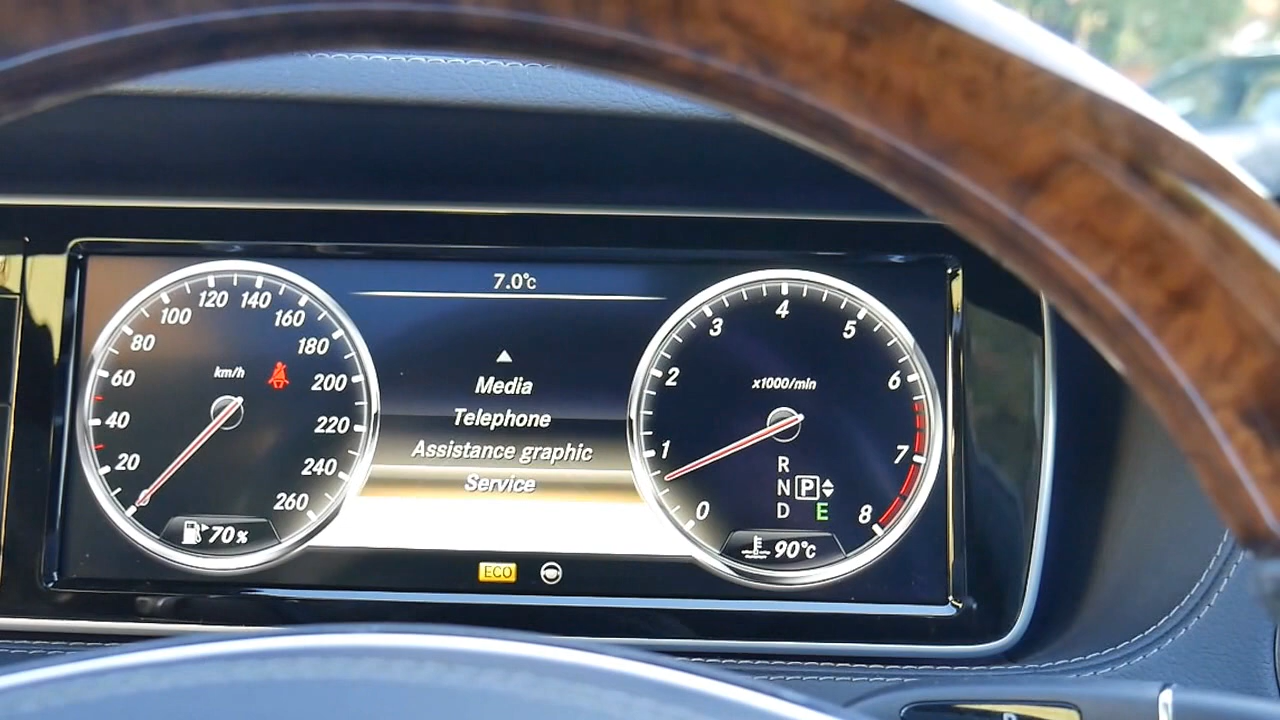 7.0°c
20
40
60
80
100
120
140
160
180
200
220
240
260
km/h
70%
Media
Telephone
Assistance graphic
Service
ECO
0
1
2
3
4
5
6
7
8
x1000/min
R
N P
D E
90°c